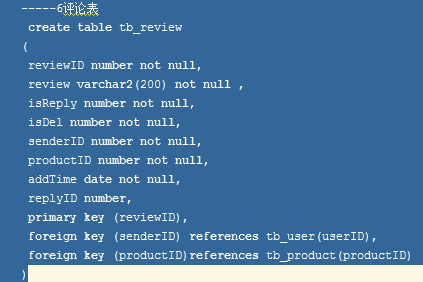 -----6评论表
create table tb_review
(
reviewID number not null,
review varchar2(200) not null ,
isReply number not null,
isDel number not null,
senderID number not null,
productID number not null,
addTime date not null,
replyID number,
primary key (reviewID),
foreign key (senderID) references tb_user(userID),
foreign key (productID)references tb_product(productID)
)